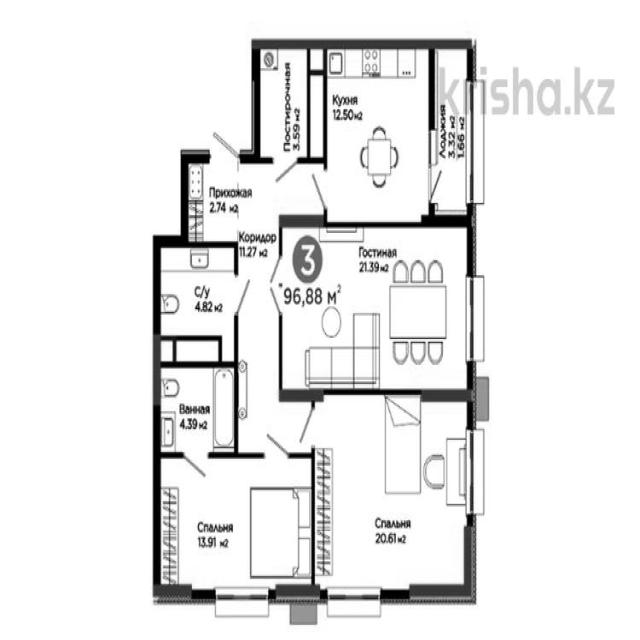 krisha.kz
Постирочная
3.59 м2
Кухня
12.50 м2
Лоджия
3.32 м2
1.66 м2
Прихожая
2.74 м2
Коридор
11.27 м2
3
96,88 м2
Гостиная
21.39 м2
С/у
4.82 м2
Ванная
4.39 м2
Спальня
13.91 м2
Спальня
20.61 м2